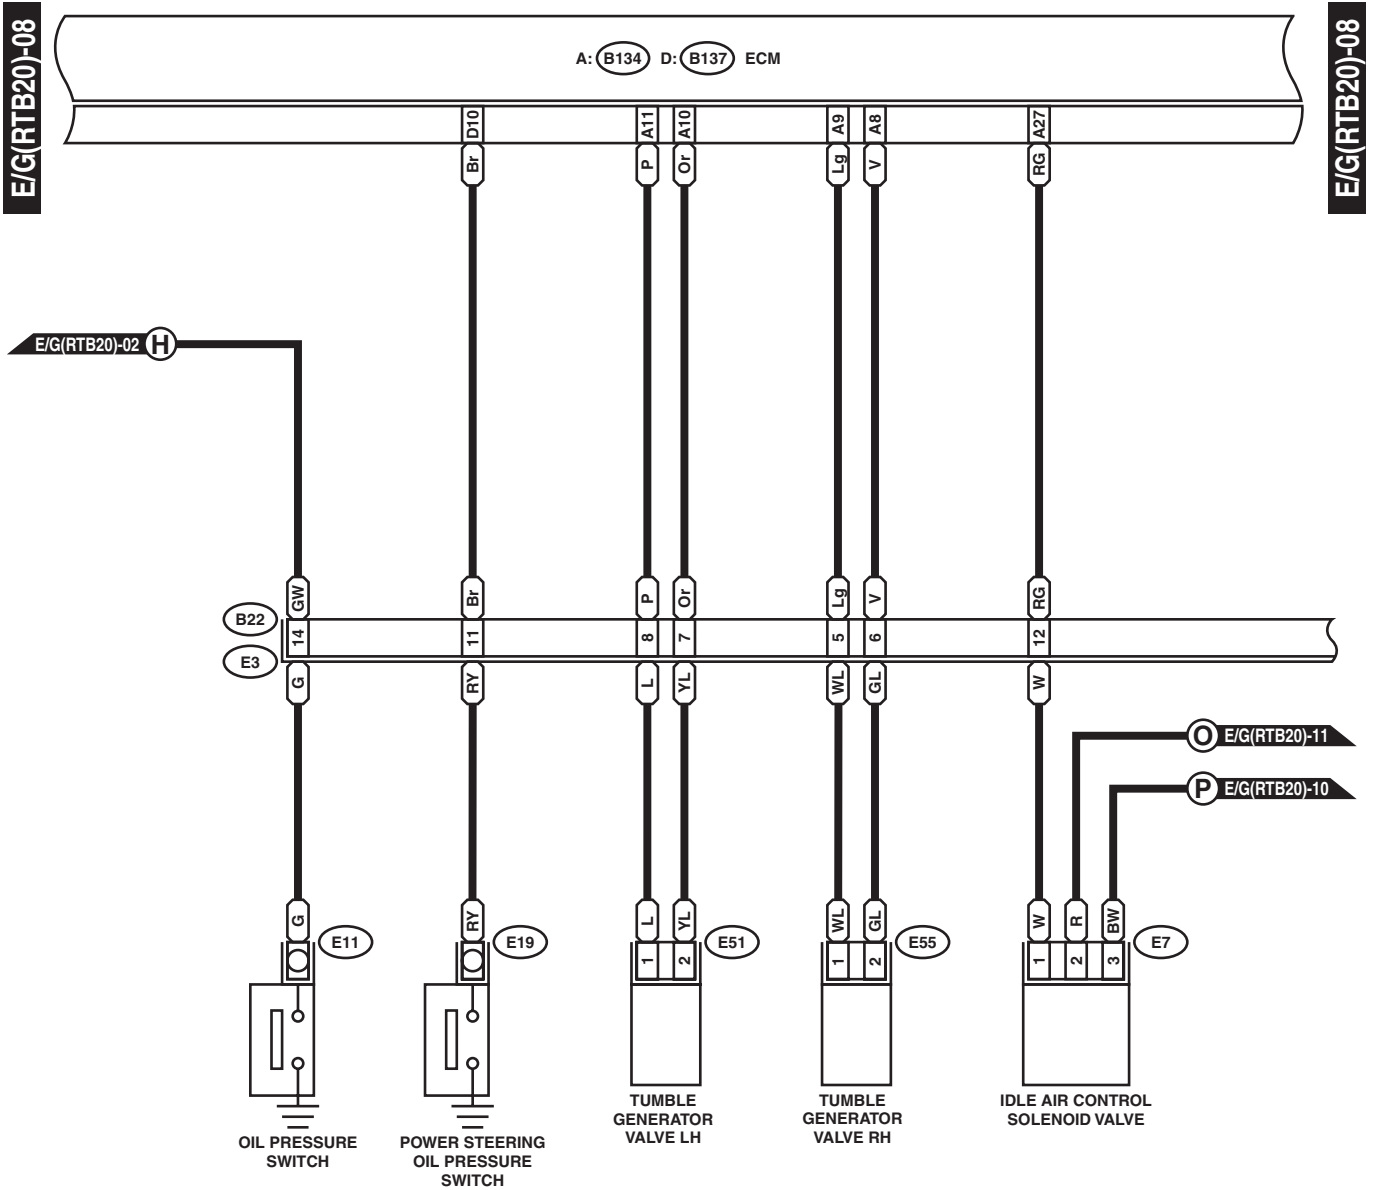 E/G(RTB20)-08
E/G(RTB20)-08
A: B134 D: B137 ECM
D10 A11 A10 A9 A8 A27
Br P Or Lg V RG
E/G(RTB20)-02 H
GW Br P Or Lg V RG
B22
14 11 8 7 5 6 12
E3
G RY L YL WL GL W
O E/G(RTB20)-11
P E/G(RTB20)-10
G RY L YL WL GL W R BW
E11 E19 E51 E55 E7
1 2 1 2 1 2 3
OIL PRESSURE
SWITCH
POWER STEERING
OIL PRESSURE
SWITCH
TUMBLE
GENERATOR
VALVE LH
TUMBLE
GENERATOR
VALVE RH
IDLE AIR CONTROL
SOLENOID VALVE